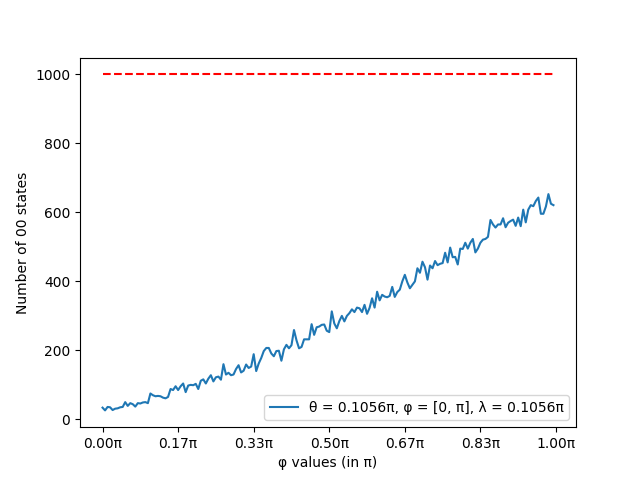 1000
800
600
400
200
0
Number of 00 states
θ = 0.1056π, φ = [0, π], λ = 0.1056π
0.00π 0.17π 0.33π 0.50π 0.67π 0.83π 1.00π
φ values (in π)